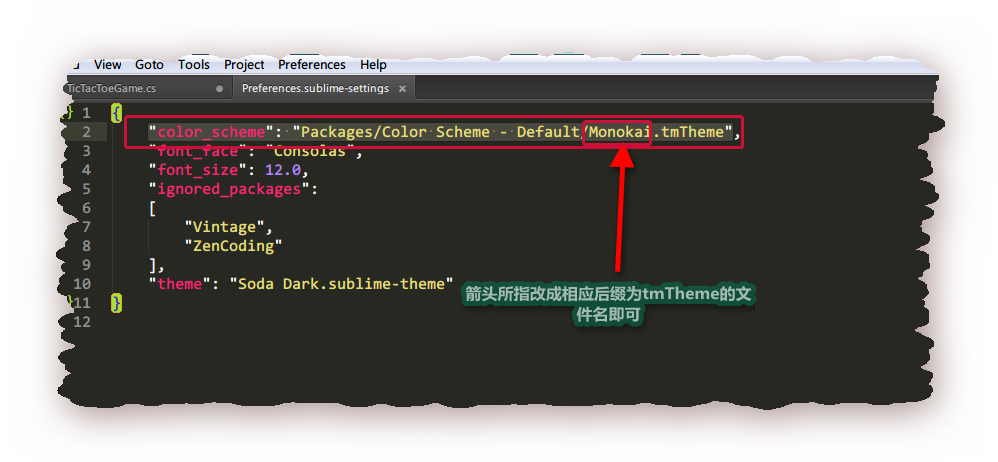 View Goto Tools Project Preferences Help
TicTacToeGame.cs Preferences.sublime-settings ×
1 {
2 "color_scheme": "Packages/Color Scheme - Default/Monokai.tmTheme",
3 "font_face": "Consolas",
4 "font_size": 12.0,
5 "ignored_packages":
6 [
7 "Vintage",
8 "ZenCoding"
9 ],
10 "theme": "Soda Dark.sublime-theme"
11 }
12
箭头所指改成相应后缀为tmTheme的文
件名即可